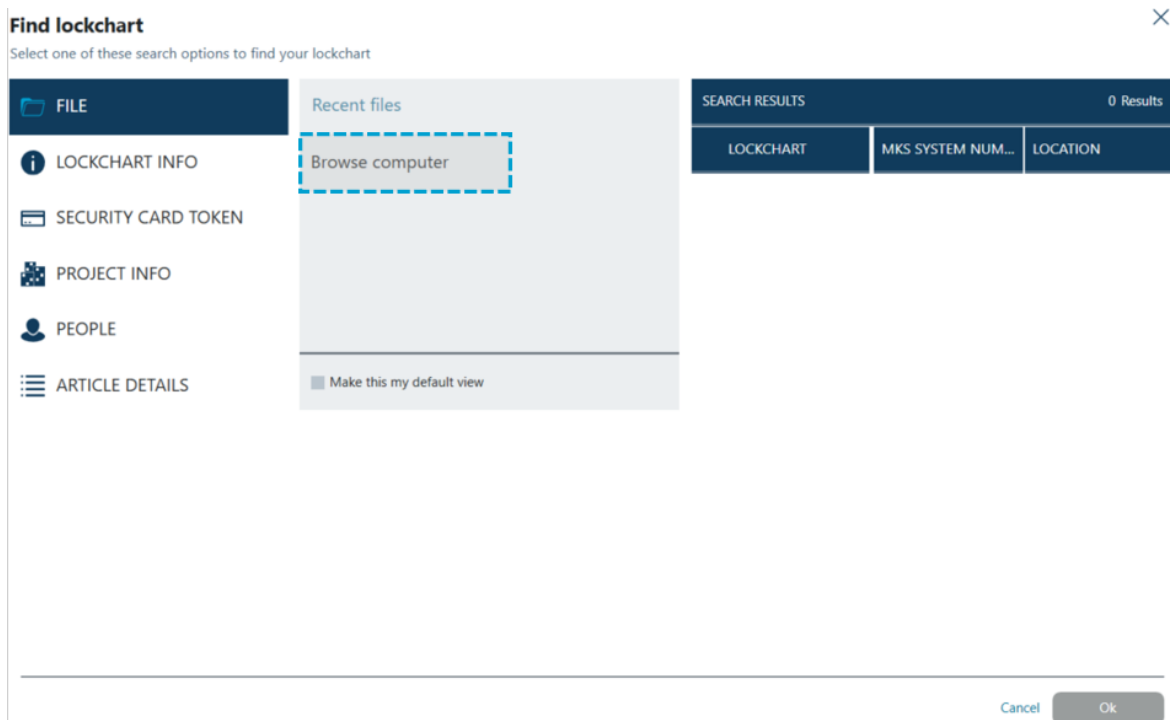 Find lockchart
Select one of these search options to find your lockchart
FILE
LOCKCHART INFO
SECURITY CARD TOKEN
PROJECT INFO
PEOPLE
ARTICLE DETAILS
Recent files
Browse computer
Make this my default view
SEARCH RESULTS 0 Results
LOCKCHART MKS SYSTEM NUM... LOCATION
Cancel Ok